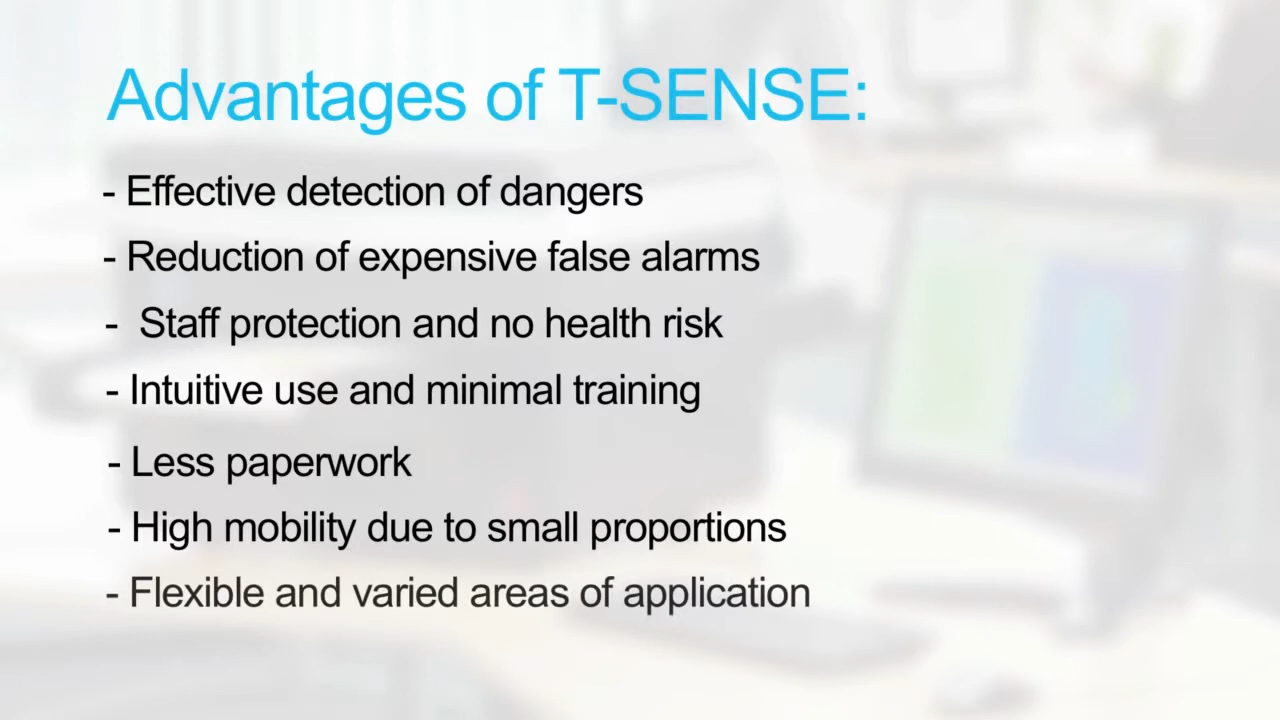 Advantages of T-SENSE:
- Effective detection of dangers
- Reduction of expensive false alarms
- Staff protection and no health risk
- Intuitive use and minimal training
- Less paperwork
- High mobility due to small proportions
- Flexible and varied areas of application